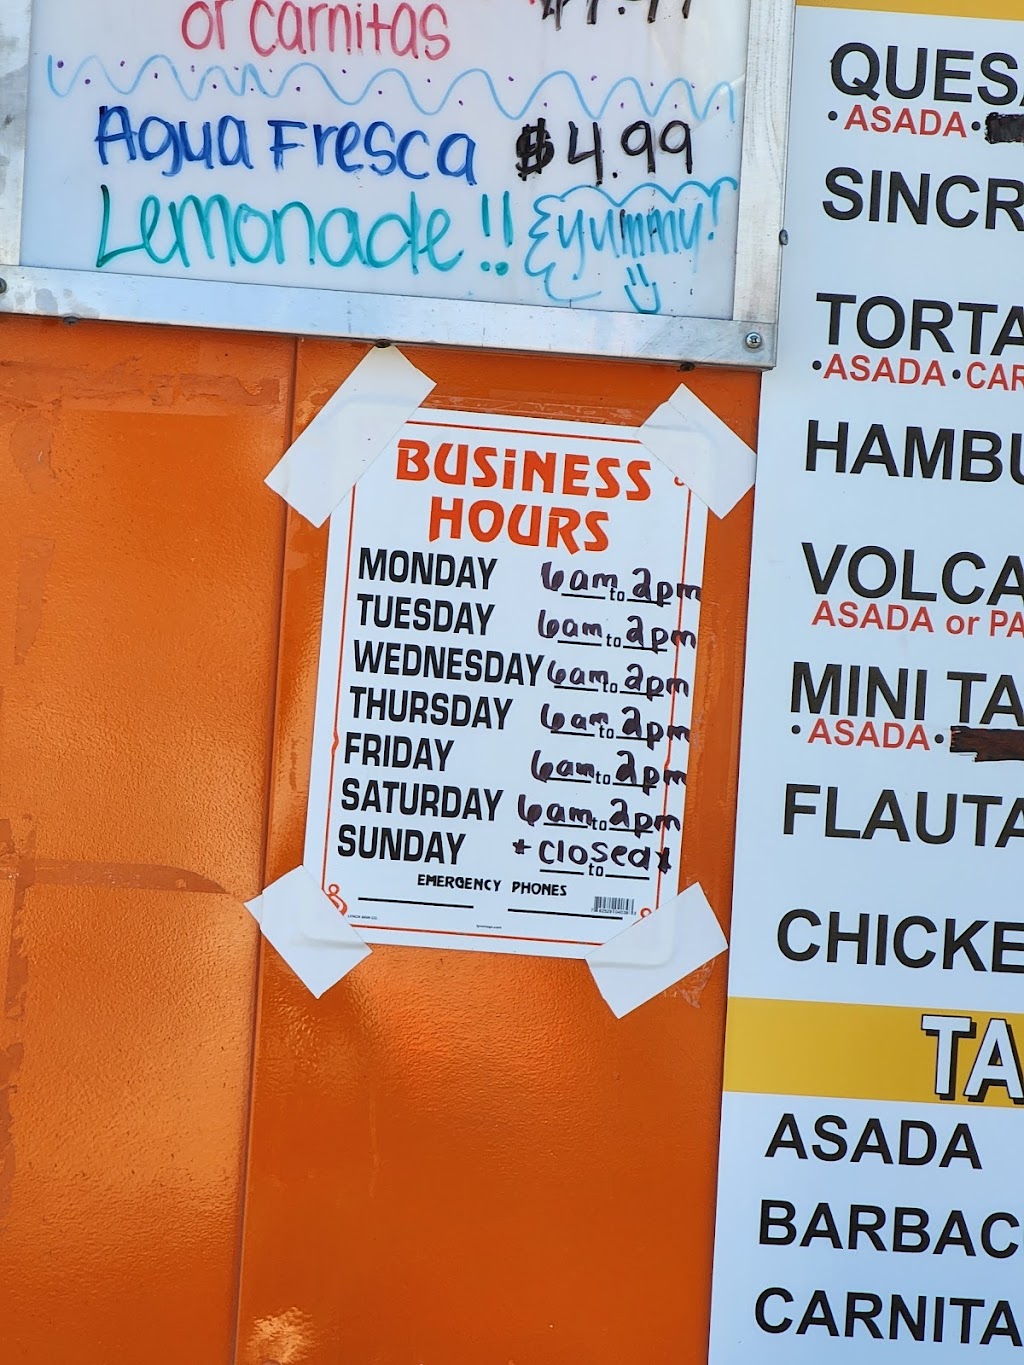 or carnitas
Agua Fresca $4.99
Lemonade!! yummy!
BUSiNESS
HOURS
MONDAY 6am to 2pm
TUESDAY 6am to 2pm
WEDNESDAY 6am to 2pm
THURSDAY 6am to 2pm
FRIDAY 6am to 2pm
SATURDAY 6am to 2pm
SUNDAY *closed* to
EMERGENCY PHONES
QUES
•ASADA•
SINCR
TORTA
•ASADA•CAR
HAMBU
VOLCA
ASADA or PA
MINI TA
•ASADA•
FLAUTA
CHICKE
TA
ASADA
BARBAC
CARNITA